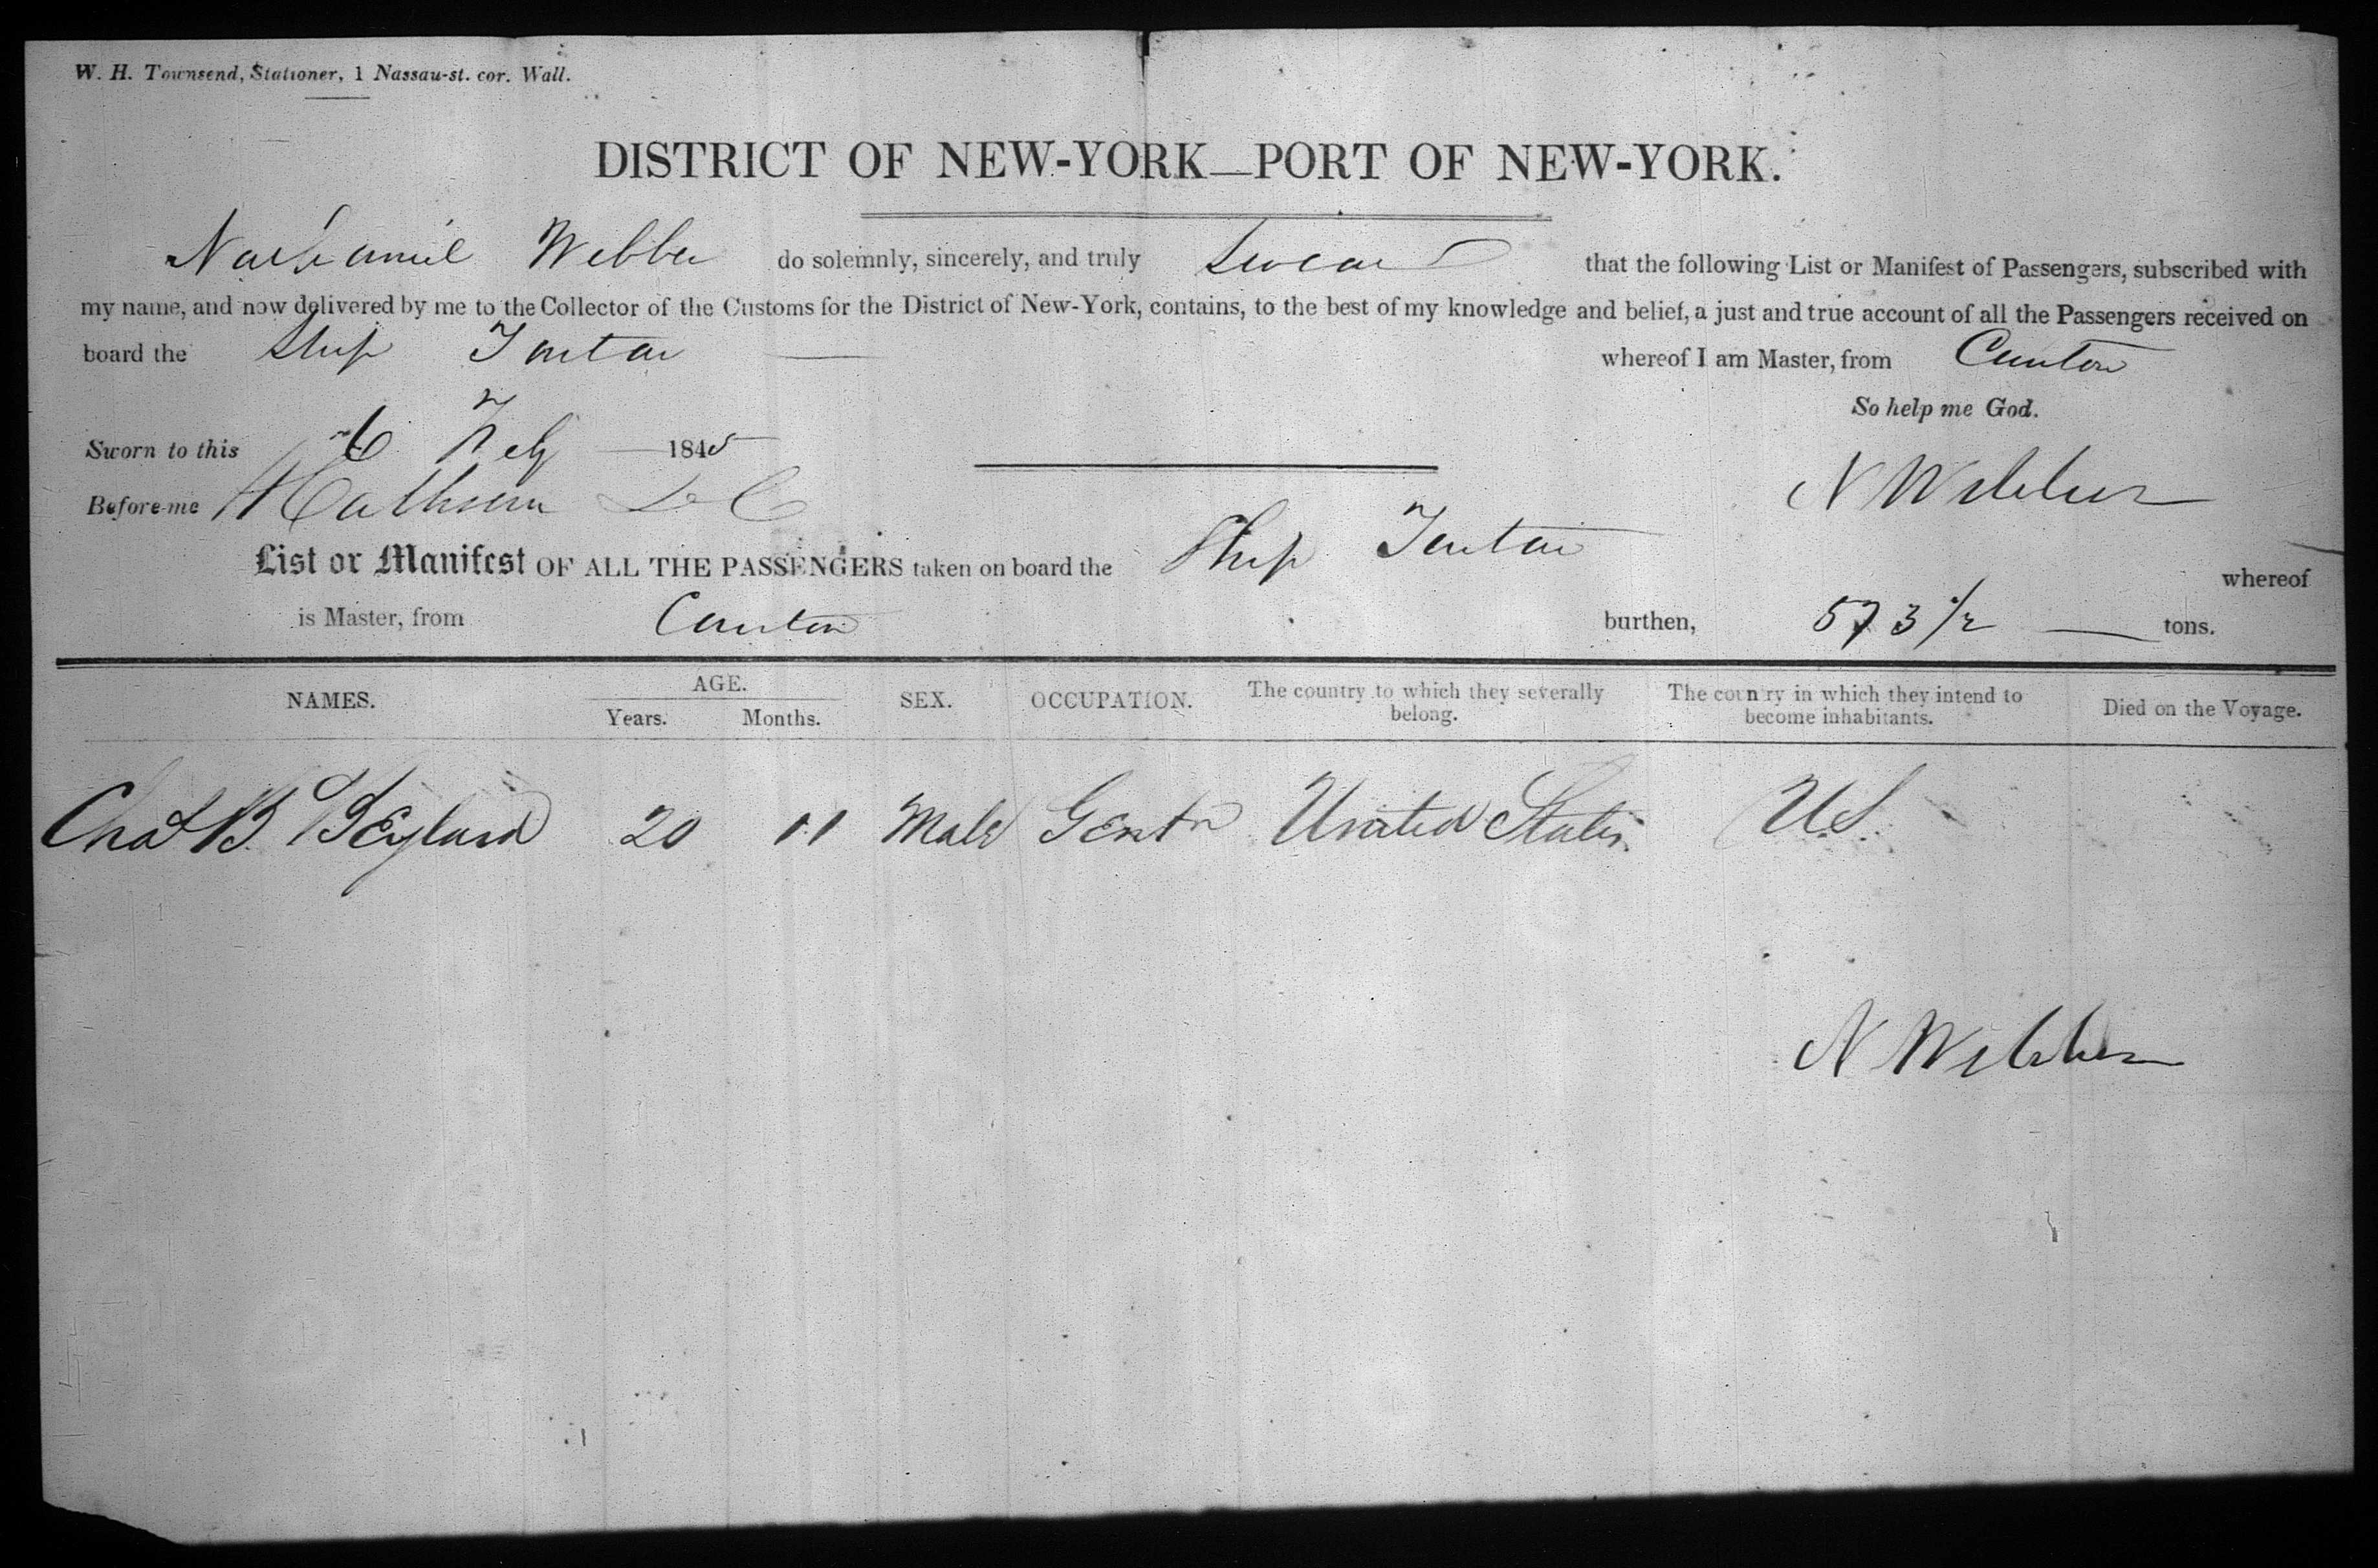 W. H. Townsend, Stationer, 1 Nassau-st. cor. Wall.
DISTRICT OF NEW-YORK—PORT OF NEW-YORK.
Nathaniel Webber do solemnly, sincerely, and truly swear that the following List or Manifest of Passengers, subscribed with
my name, and now delivered by me to the Collector of the Customs for the District of New-York, contains, to the best of my knowledge and belief, a just and true account of all the Passengers received on
board the Ship whereof I am Master, from Canton
So help me God.
Sworn to this 6 Feby 1845
Before me
N Webber
List or Manifest OF ALL THE PASSENGERS taken on board the Ship whereof
is Master, from Canton burthen, 573 1/2 tons.
NAMES. AGE. Years. Months. SEX. OCCUPATION. The country to which they severally belong. The country in which they intend to become inhabitants. Died on the Voyage.
Chas B. 20 11 Male Gentn United States U.S.
N Webber